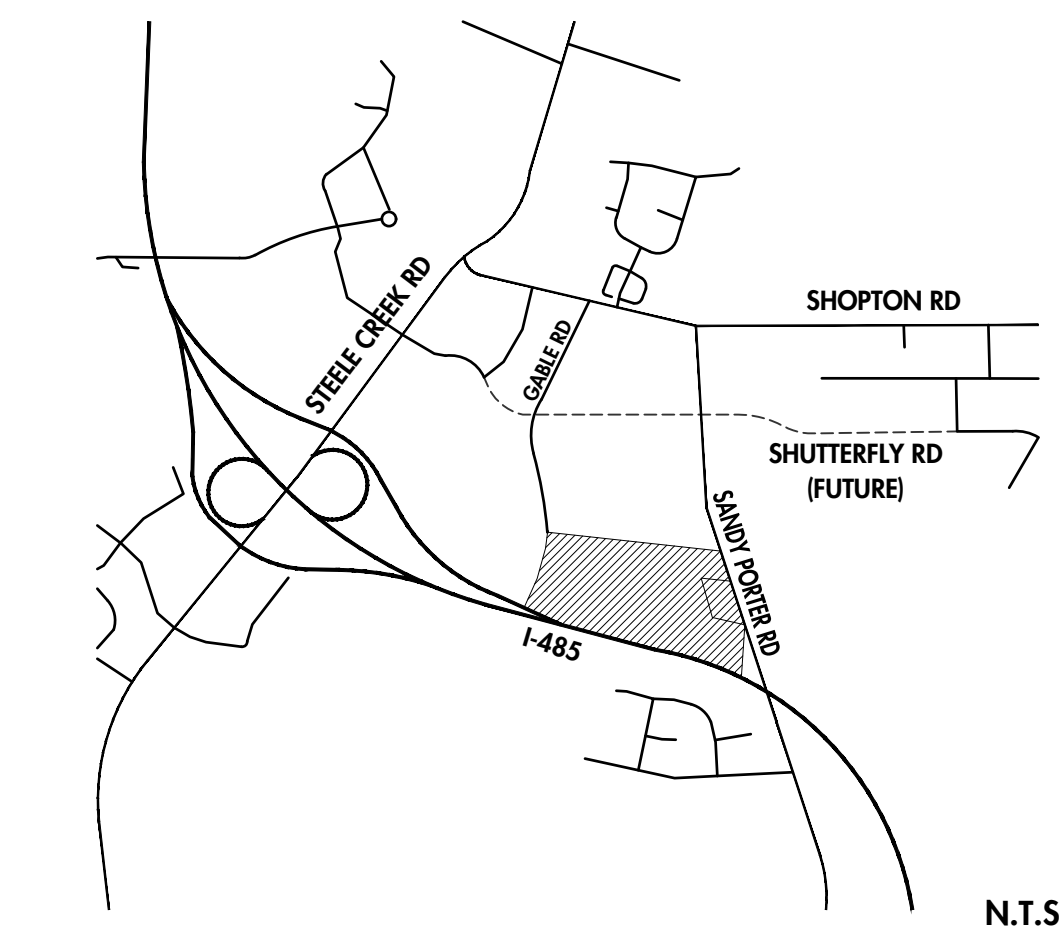 STEELE CREEK RD
SHOPTON RD
GABLE RD
SHUTTERFLY RD
(FUTURE)
SANDY PORTER RD
I-485
N.T.S